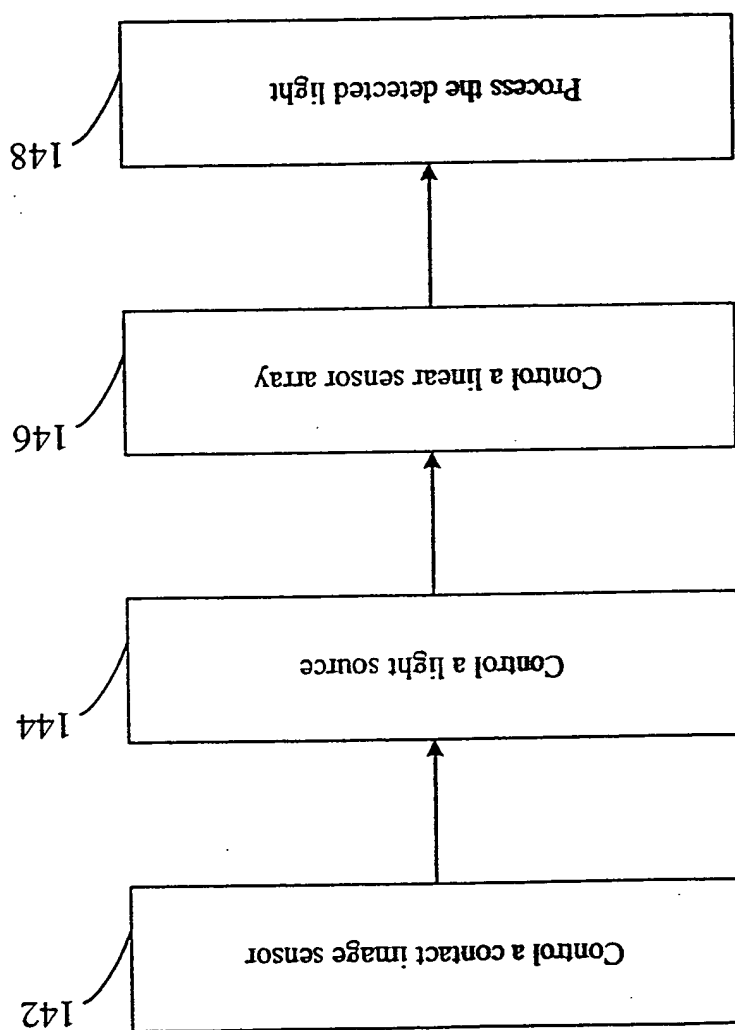 142
Control a contact image sensor
144
Control a light source
146
Control a linear sensor array
148
Process the detected light